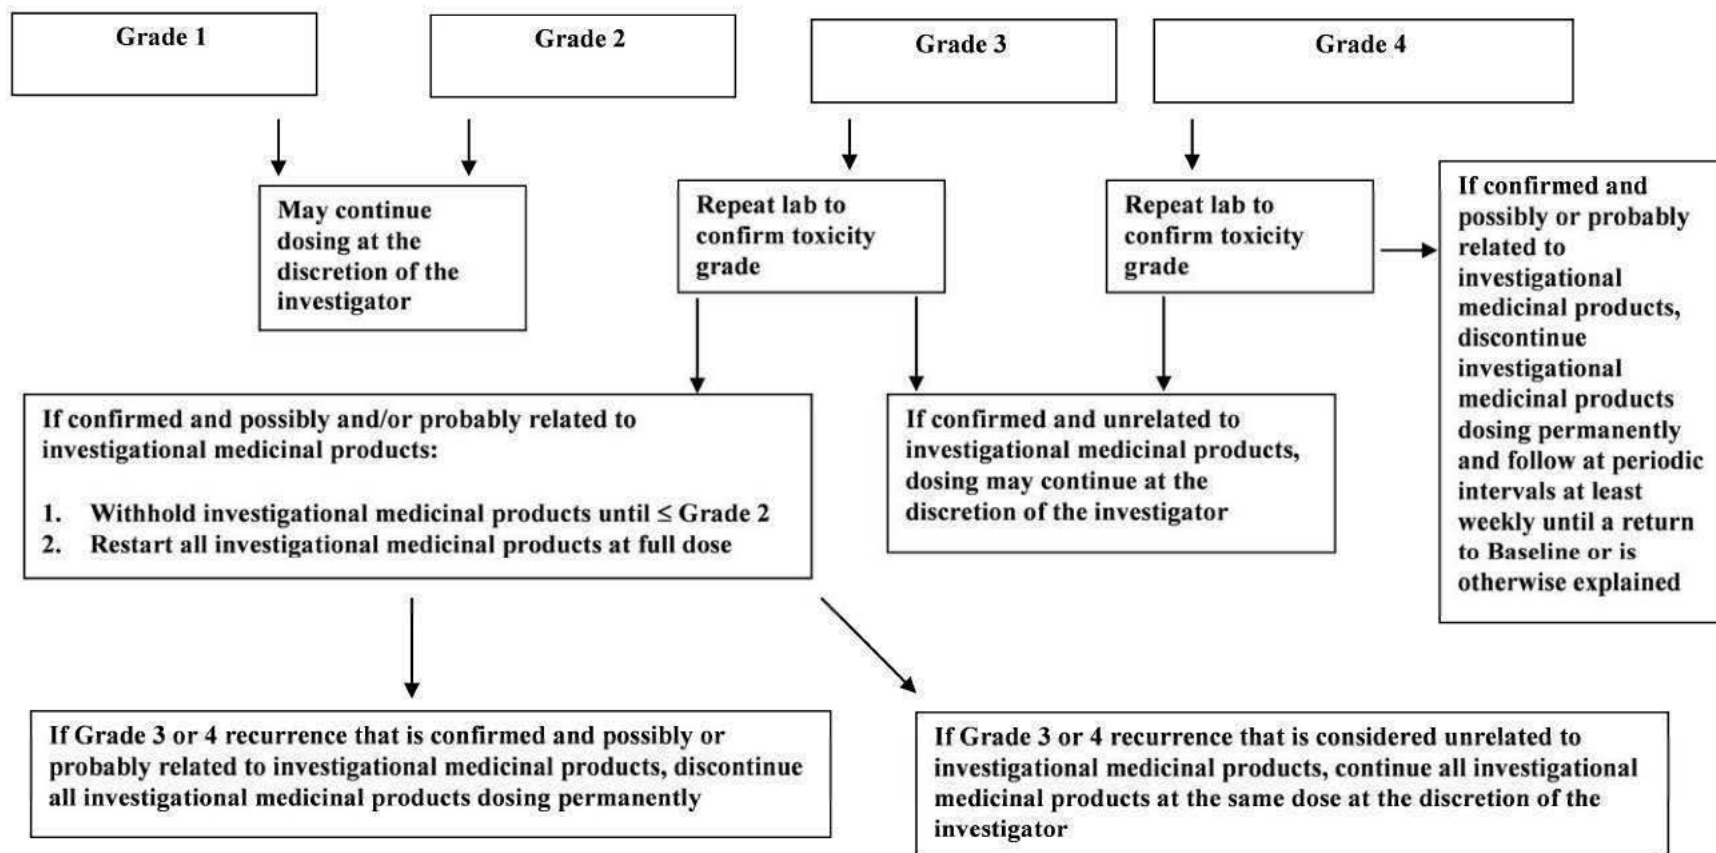 Grade 1
Grade 2
Grade 3
Grade 4
May continue
dosing at the
discretion of the
investigator
Repeat lab to
confirm toxicity
grade
Repeat lab to
confirm toxicity
grade
If confirmed and
possibly or probably
related to
investigational
medicinal products,
discontinue
investigational
medicinal products
dosing permanently
and follow at periodic
intervals at least
weekly until a return
to Baseline or is
otherwise explained
If confirmed and possibly and/or probably related to
investigational medicinal products:
1. Withhold investigational medicinal products until ≤ Grade 2
2. Restart all investigational medicinal products at full dose
If confirmed and unrelated to
investigational medicinal products,
dosing may continue at the
discretion of the investigator
If Grade 3 or 4 recurrence that is confirmed and possibly or
probably related to investigational medicinal products, discontinue
all investigational medicinal products dosing permanently
If Grade 3 or 4 recurrence that is considered unrelated to
investigational medicinal products, continue all investigational
medicinal products at the same dose at the discretion of the
investigator